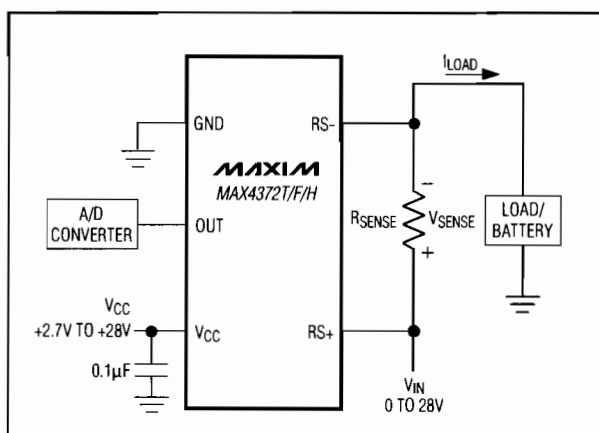 I_LOAD
GND
RS-
MAXIM
MAX4372T/F/H
A/D
CONVERTER
OUT
R_SENSE
−
V_SENSE
+
LOAD/
BATTERY
V_CC
+2.7V TO +28V
V_CC
RS+
0.1µF
V_IN
0 TO 28V